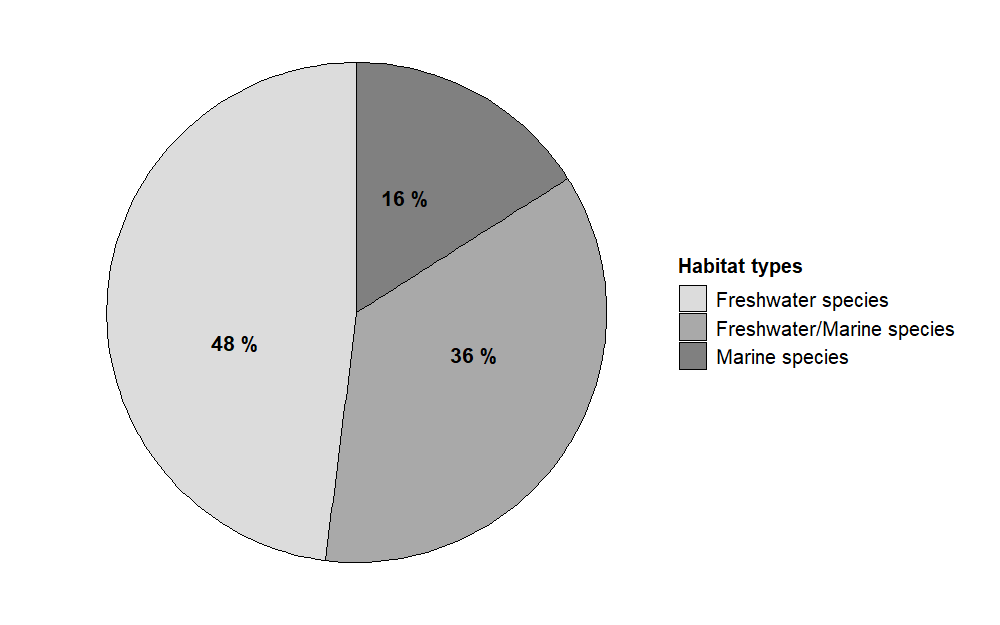 16 %
48 %
36 %
Habitat types
Freshwater species
Freshwater/Marine species
Marine species